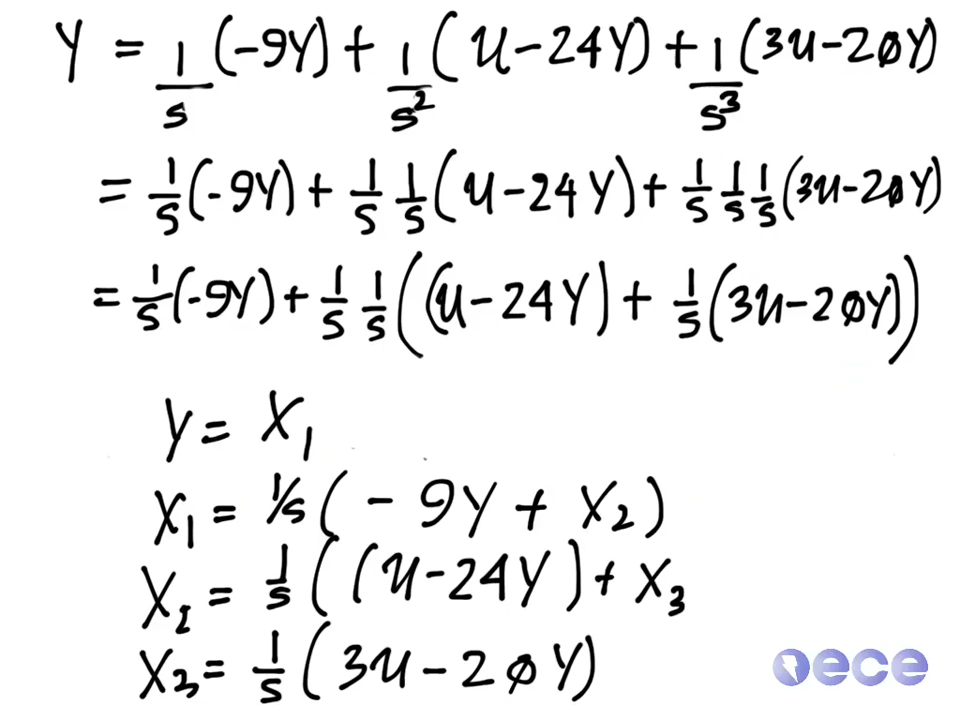 Y = 1/s (-9Y) + 1/s² (U-24Y) + 1/s³ (3U-20Y)
= 1/s (-9Y) + 1/s 1/s (U-24Y) + 1/s 1/s 1/s (3U-20Y)
= 1/s (-9Y) + 1/s 1/s ((U-24Y) + 1/s (3U-20Y))
Y = X₁
X₁ = 1/s (-9Y + X₂)
X₂ = 1/s ((U-24Y) + X₃
X₃ = 1/s (3U-20Y)
ece